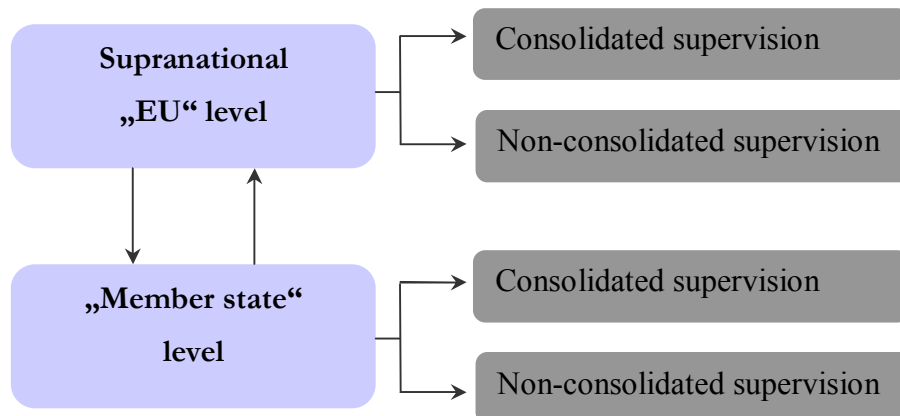 Supranational
„EU“ level
Consolidated supervision
Non-consolidated supervision
„Member state“
level
Consolidated supervision
Non-consolidated supervision